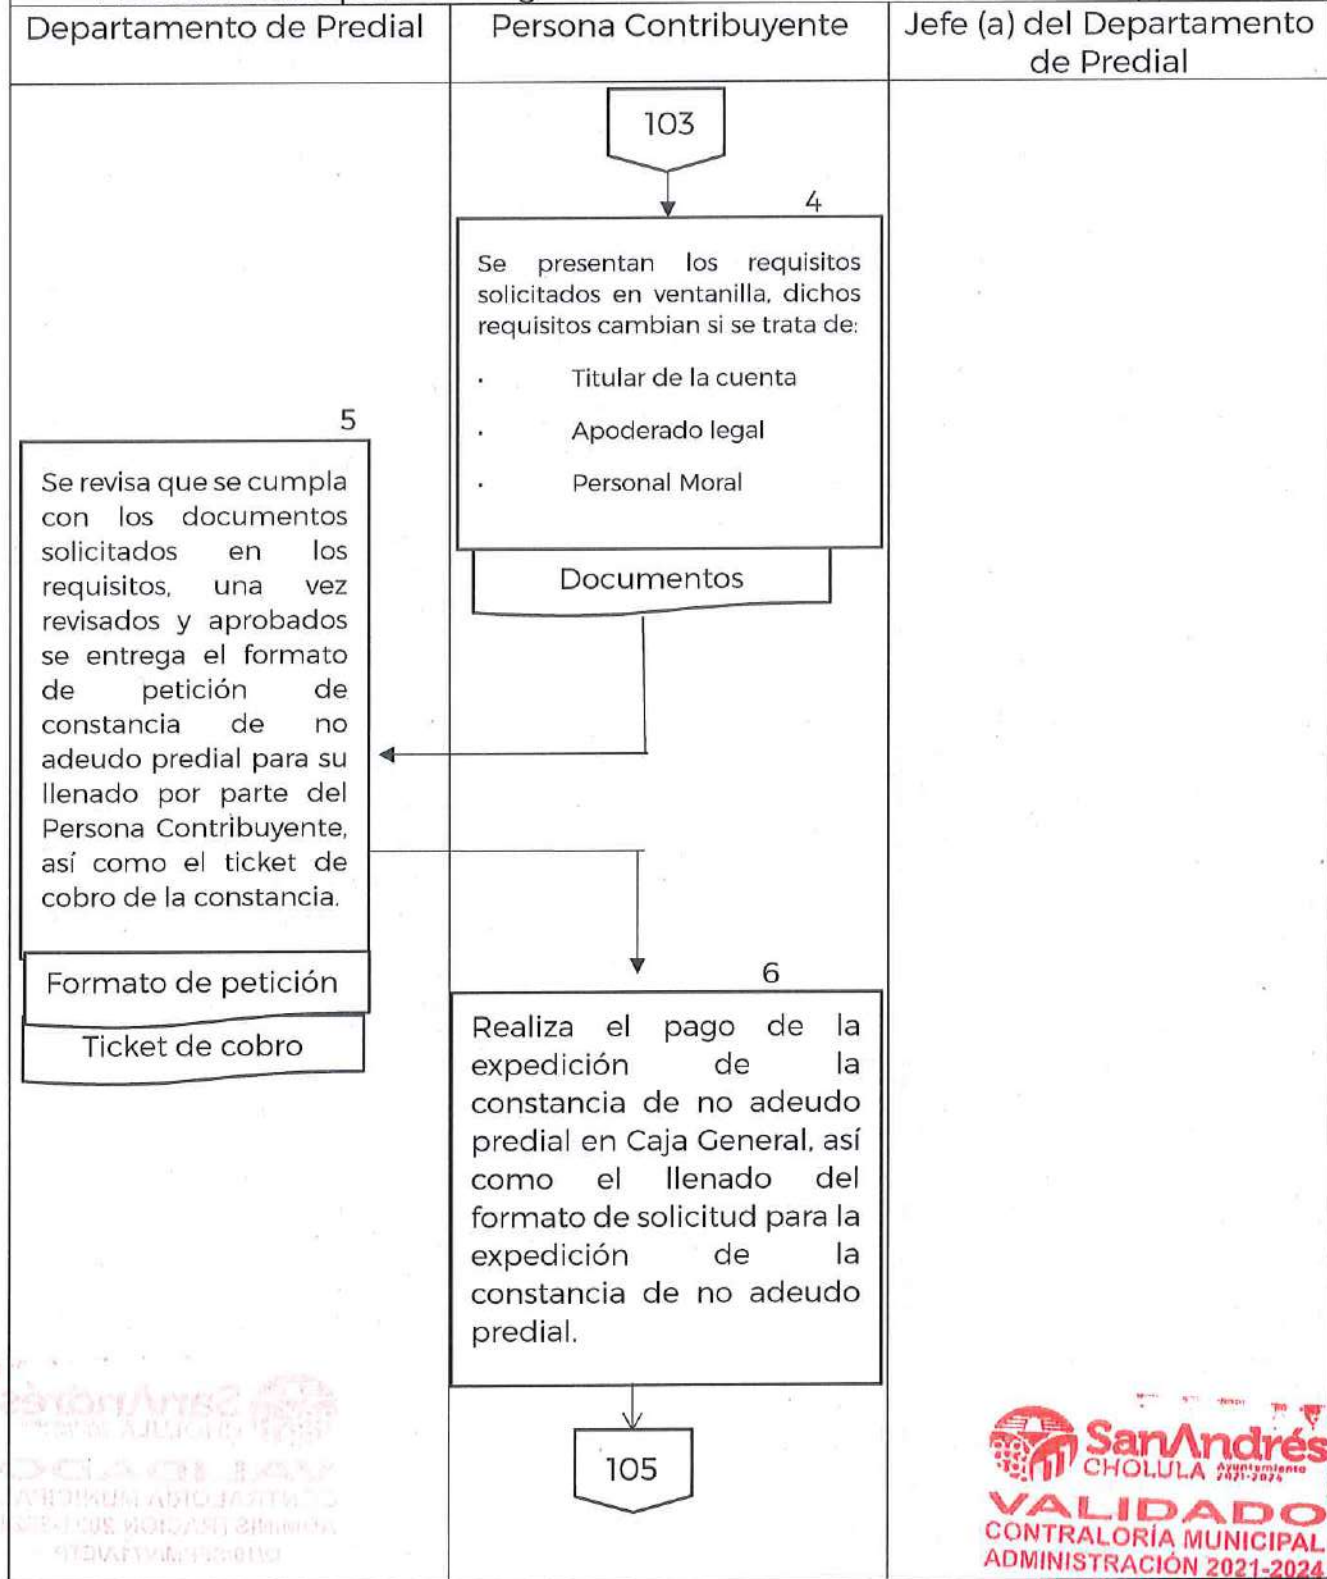 Departamento de Predial
Persona Contribuyente
Jefe (a) del Departamento
de Predial
103
4
Se presentan los requisitos
solicitados en ventanilla, dichos
requisitos cambian si se trata de:
· Titular de la cuenta
· Apoderado legal
· Personal Moral
Documentos
5
Se revisa que se cumpla
con los documentos
solicitados en los
requisitos, una vez
revisados y aprobados
se entrega el formato
de petición de
constancia de no
adeudo predial para su
llenado por parte del
Persona Contribuyente,
así como el ticket de
cobro de la constancia.
Formato de petición
Ticket de cobro
6
Realiza el pago de la
expedición de la
constancia de no adeudo
predial en Caja General, así
como el llenado del
formato de solicitud para la
expedición de la
constancia de no adeudo
predial.
105
SanAndrés
CHOLULA Ayuntamiento
2021-2024
VALIDADO
CONTRALORÍA MUNICIPAL
ADMINISTRACIÓN 2021-2024